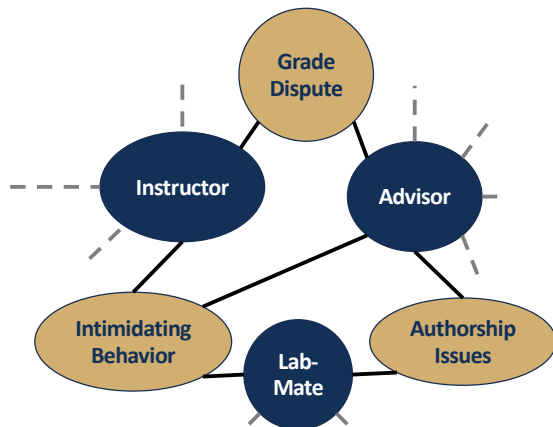 Grade
Dispute
Instructor
Advisor
Intimidating
Behavior
Lab-
Mate
Authorship
Issues